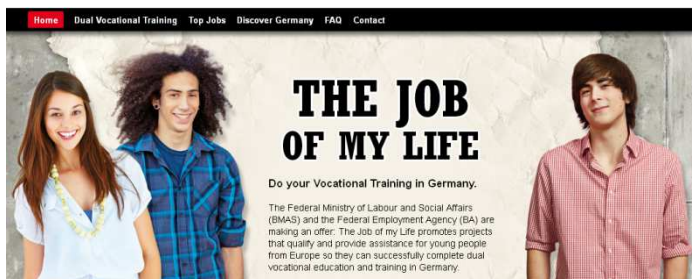 Home Dual Vocational Training Top Jobs Discover Germany FAQ Contact
THE JOB
OF MY LIFE
Do your Vocational Training in Germany.
The Federal Ministry of Labour and Social Affairs
(BMAS) and the Federal Employment Agency (BA) are
making an offer: The Job of my Life promotes projects
that qualify and provide assistance for young people
from Europe so they can successfully complete dual
vocational education and training in Germany.